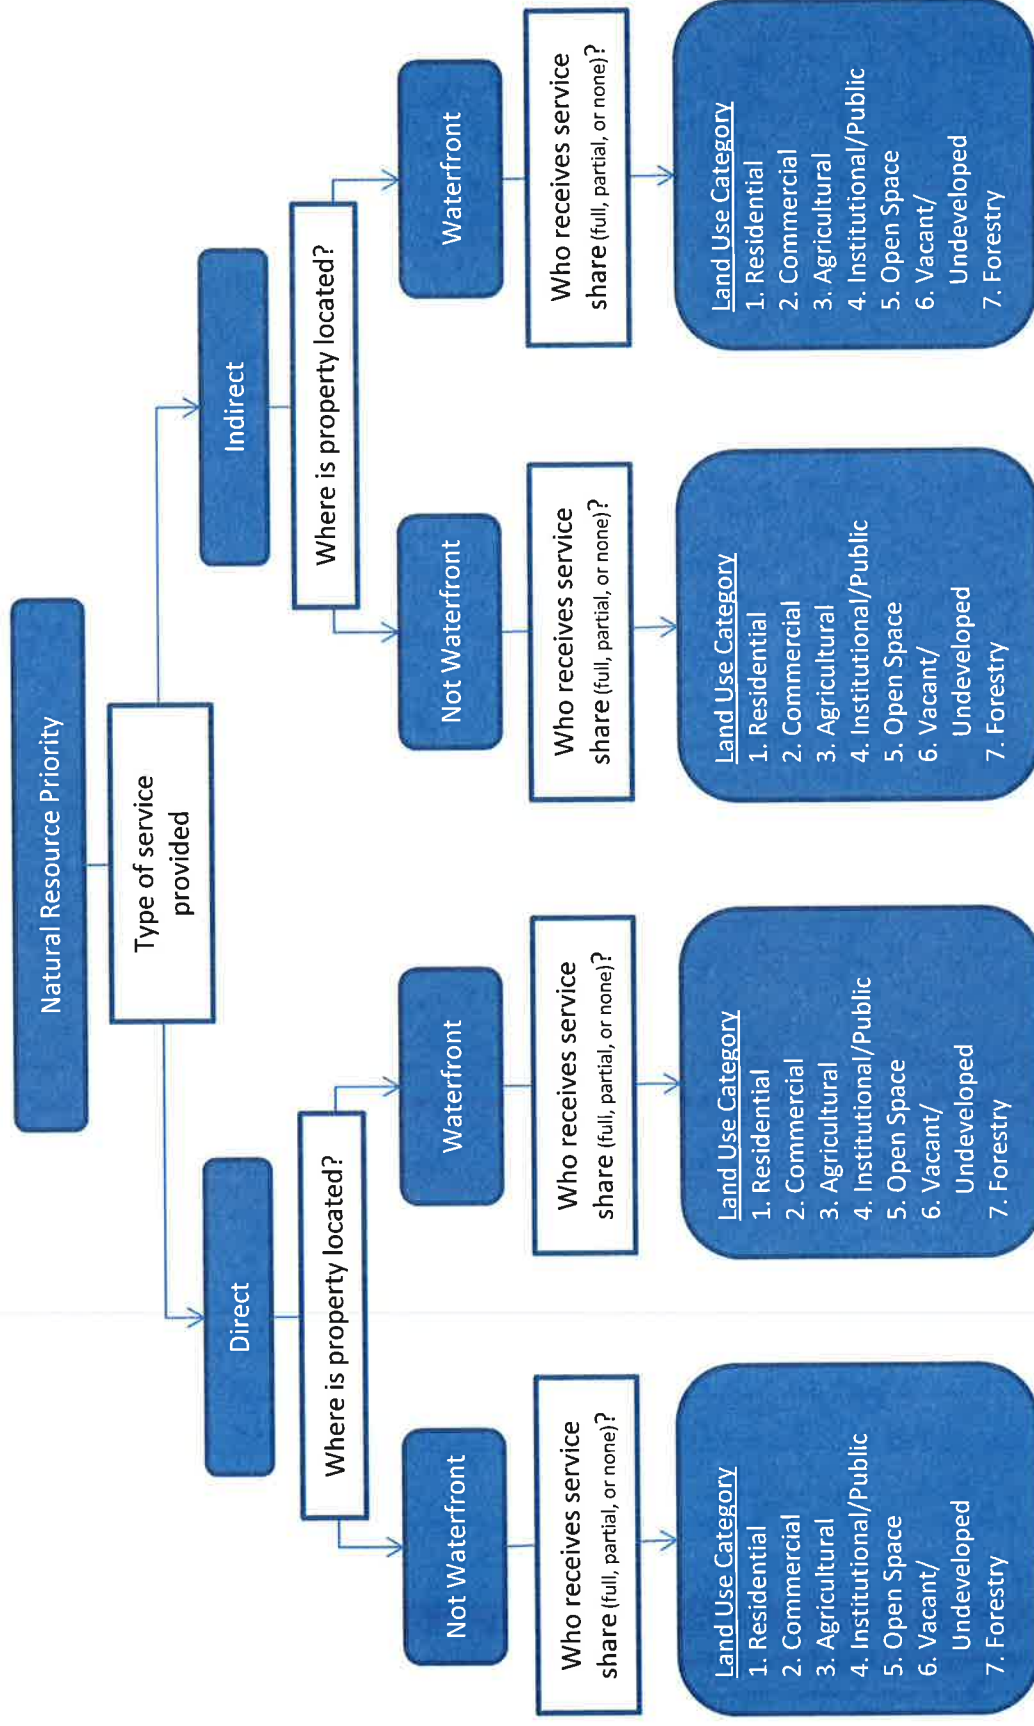 Natural Resource Priority
Type of service
provided
Direct
Indirect
Where is property located?
Where is property located?
Not Waterfront
Waterfront
Not Waterfront
Waterfront
Who receives service
share (full, partial, or none)?
Who receives service
share (full, partial, or none)?
Who receives service
share (full, partial, or none)?
Who receives service
share (full, partial, or none)?
Land Use Category
1. Residential
2. Commercial
3. Agricultural
4. Institutional/Public
5. Open Space
6. Vacant/
Undeveloped
7. Forestry
Land Use Category
1. Residential
2. Commercial
3. Agricultural
4. Institutional/Public
5. Open Space
6. Vacant/
Undeveloped
7. Forestry
Land Use Category
1. Residential
2. Commercial
3. Agricultural
4. Institutional/Public
5. Open Space
6. Vacant/
Undeveloped
7. Forestry
Land Use Category
1. Residential
2. Commercial
3. Agricultural
4. Institutional/Public
5. Open Space
6. Vacant/
Undeveloped
7. Forestry